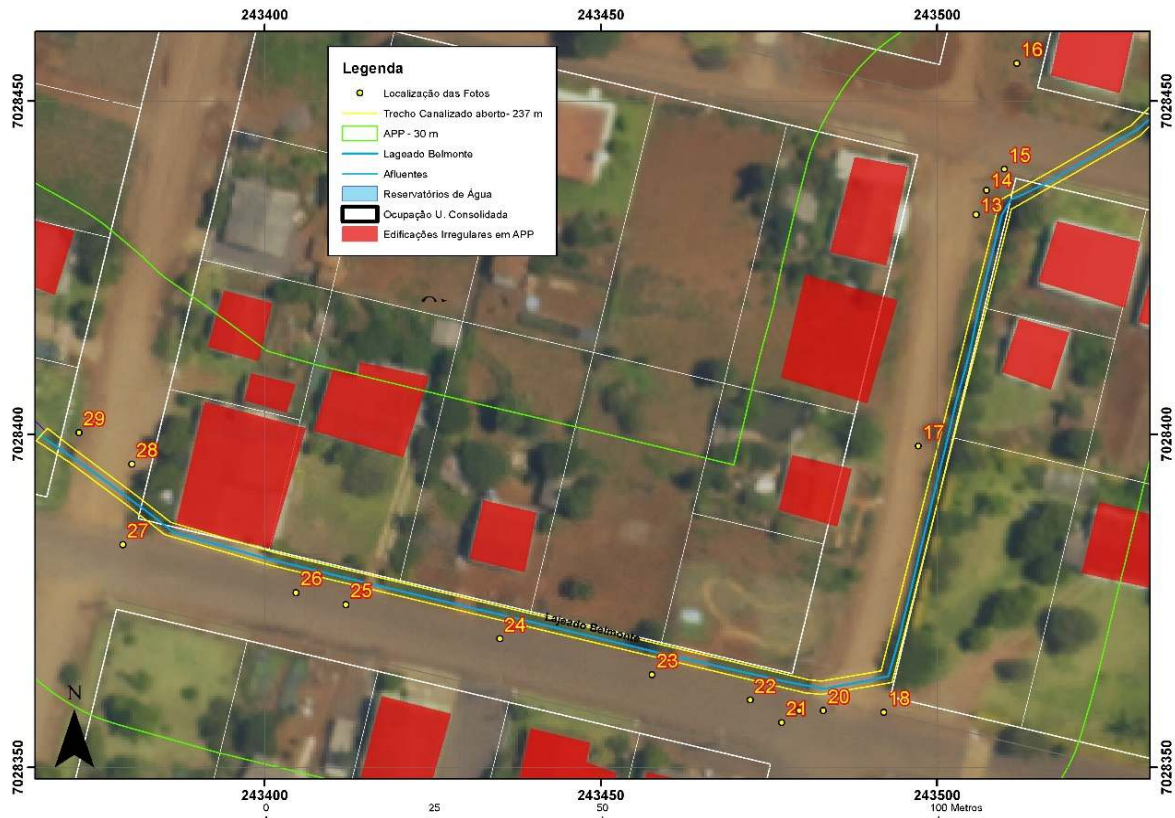 243400 243450 243500
7028450 7028450
7028400 7028400
7028350 7028350
Legenda
Localização das Fotos
Trecho Canalizado aberto- 237 m
APP - 30 m
Lageado Belmonte
Afluentes
Reservatórios de Água
Ocupação U. Consolidada
Edificações Irregulares em APP
16
15
14
13
17
29
28
27
26
25
24
Lajeado Belmonte
23
22
21
20
18
N
243400 243450 243500
0 25 50 100 Metros